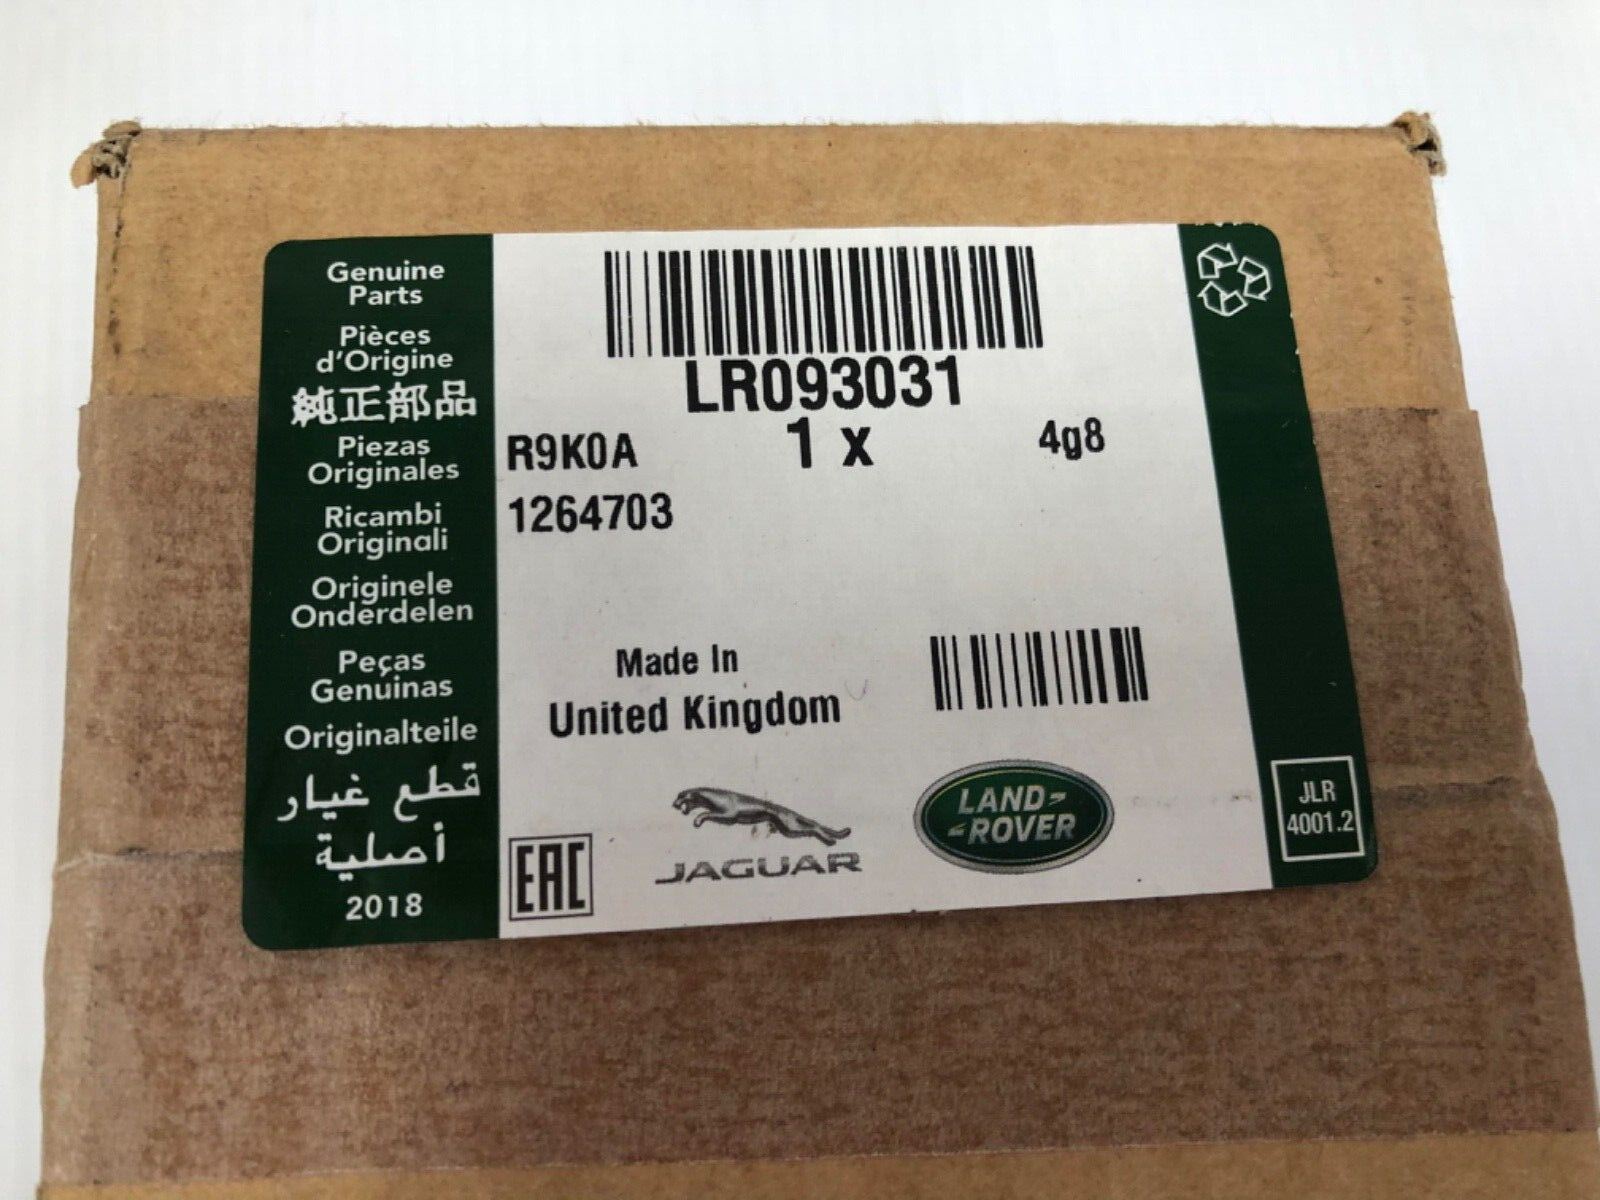 Genuine
Parts
Pièces
d'Origine
純正部品
Piezas
Originales
Ricambi
Originali
Originele
Onderdelen
Peças
Genuinas
Originalteile
قطع غيار
أصلية
2018
LR093031
R9K0A 1 x 4g8
1264703
Made In
United Kingdom
EAC
JAGUAR
LAND-
-ROVER
JLR
4001.2